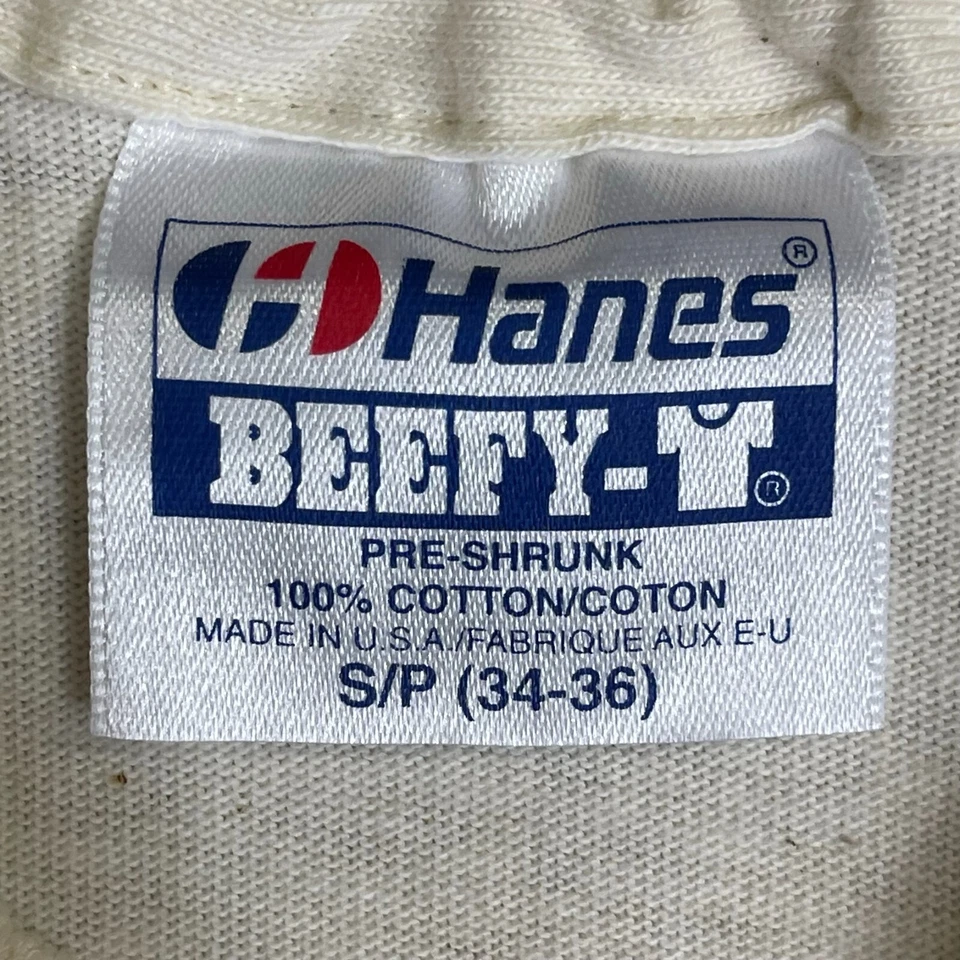 Hanes®
BEEFY-T®
PRE-SHRUNK
100% COTTON/COTON
MADE IN U.S.A./FABRIQUE AUX E-U
S/P (34-36)